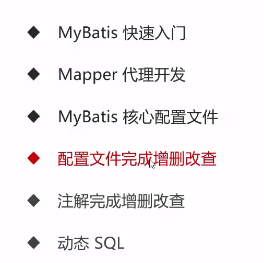 MyBatis 快速入门
Mapper 代理开发
MyBatis 核心配置文件
配置文件完成增删改查
注解完成增删改查
动态 SQL